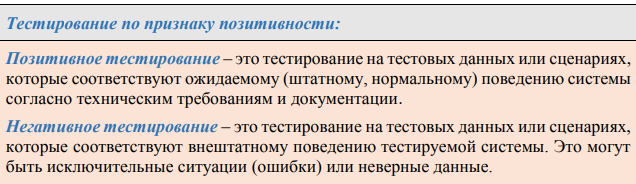 Тестирование по признаку позитивности:
Позитивное тестирование – это тестирование на тестовых данных или сценариях,
которые соответствуют ожидаемому (штатному, нормальному) поведению системы
согласно техническим требованиям и документации.
Негативное тестирование – это тестирование на тестовых данных или сценариях,
которые соответствуют внештатному поведению тестируемой системы. Это могут
быть исключительные ситуации (ошибки) или неверные данные.